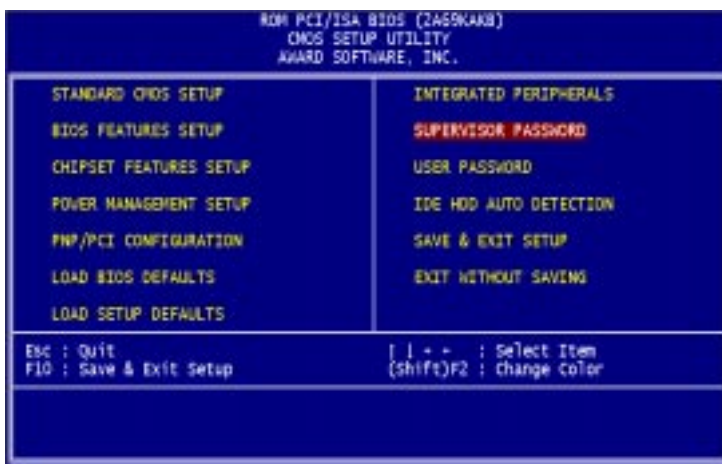 ROM PCI/ISA BIOS (2A69KAKB)
CMOS SETUP UTILITY
AWARD SOFTWARE, INC.
STANDARD CMOS SETUP
BIOS FEATURES SETUP
CHIPSET FEATURES SETUP
POWER MANAGEMENT SETUP
PNP/PCI CONFIGURATION
LOAD BIOS DEFAULTS
LOAD SETUP DEFAULTS
INTEGRATED PERIPHERALS
SUPERVISOR PASSWORD
USER PASSWORD
IDE HDD AUTO DETECTION
SAVE & EXIT SETUP
EXIT WITHOUT SAVING
Esc : Quit
F10 : Save & Exit Setup
: Select Item
(Shift)F2 : Change Color